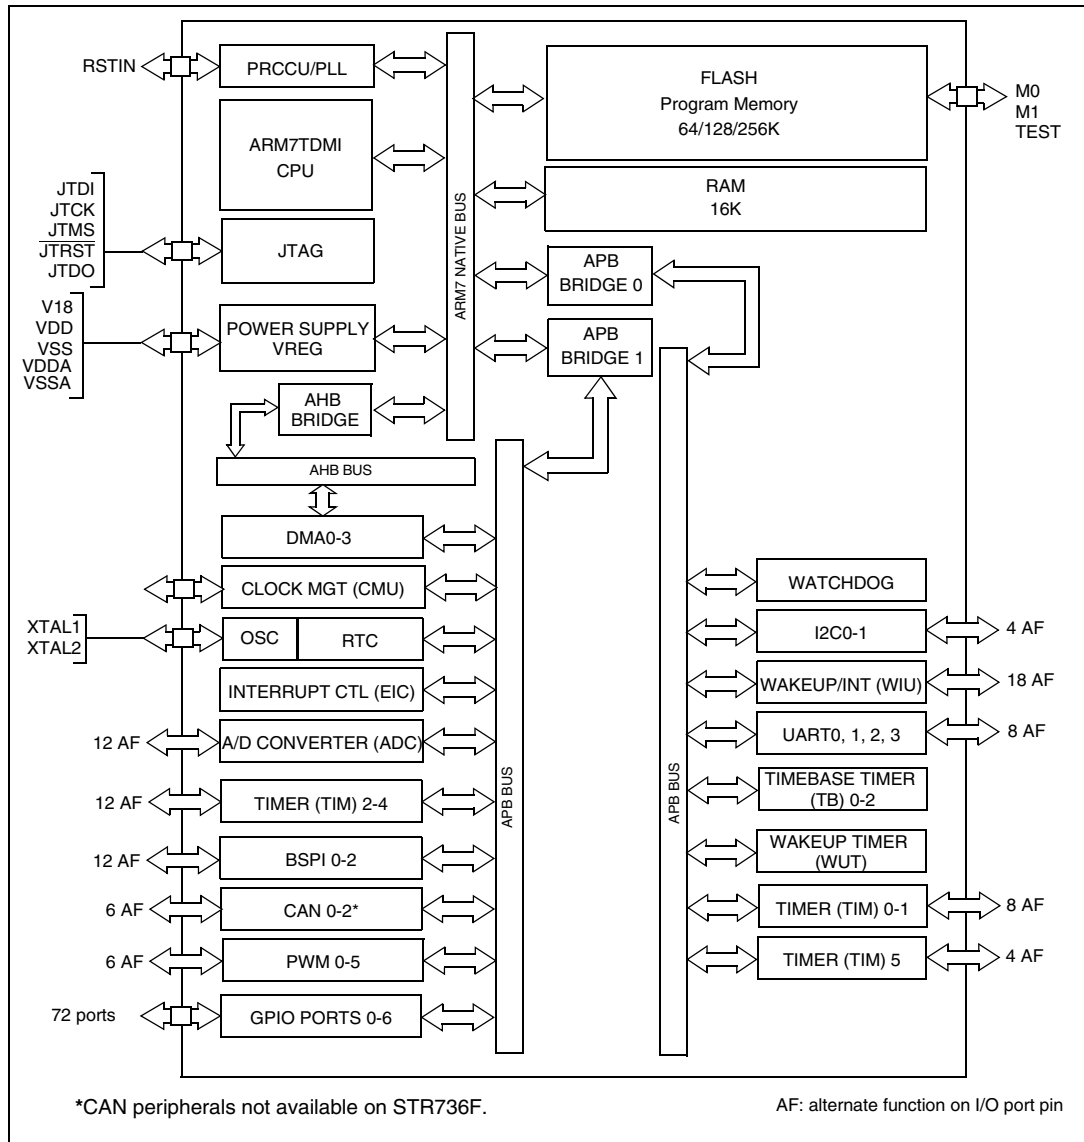 RSTIN
PRCCU/PLL
ARM7TDMI
CPU
JTDI
JTCK
JTMS
JTRST
JTDO
JTAG
V18
VDD
VSS
VDDA
VSSA
POWER SUPPLY
VREG
AHB
BRIDGE
AHB BUS
ARM7 NATIVE BUS
FLASH
Program Memory
64/128/256K
M0
M1
TEST
RAM
16K
APB
BRIDGE 0
APB
BRIDGE 1
DMA0-3
CLOCK MGT (CMU)
XTAL1
XTAL2
OSC
RTC
INTERRUPT CTL (EIC)
12 AF
A/D CONVERTER (ADC)
12 AF
TIMER (TIM) 2-4
12 AF
BSPI 0-2
6 AF
CAN 0-2*
6 AF
PWM 0-5
72 ports
GPIO PORTS 0-6
APB BUS
APB BUS
WATCHDOG
I2C0-1
4 AF
WAKEUP/INT (WIU)
18 AF
UART0, 1, 2, 3
8 AF
TIMEBASE TIMER
(TB) 0-2
WAKEUP TIMER
(WUT)
TIMER (TIM) 0-1
8 AF
TIMER (TIM) 5
4 AF
*CAN peripherals not available on STR736F.
AF: alternate function on I/O port pin